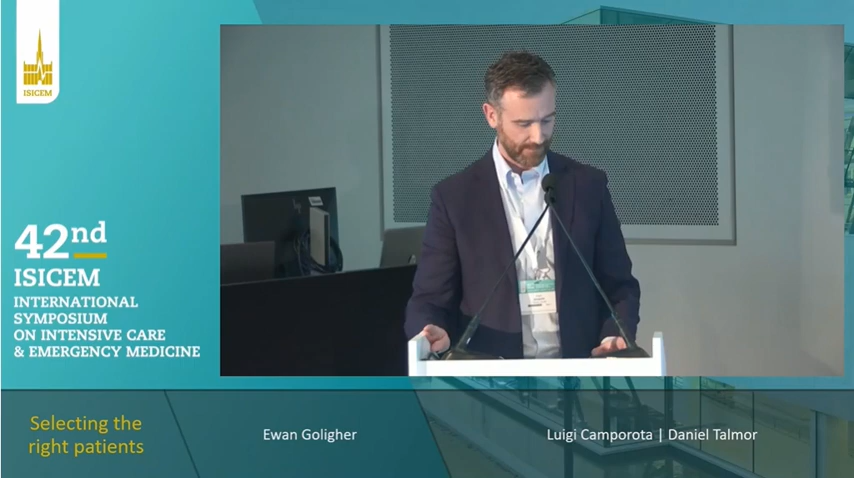 ISICEM
42nd
ISICEM
INTERNATIONAL
SYMPOSIUM
ON INTENSIVE CARE
& EMERGENCY MEDICINE
Selecting the
right patients
Ewan Goligher
Luigi Camporota | Daniel Talmor